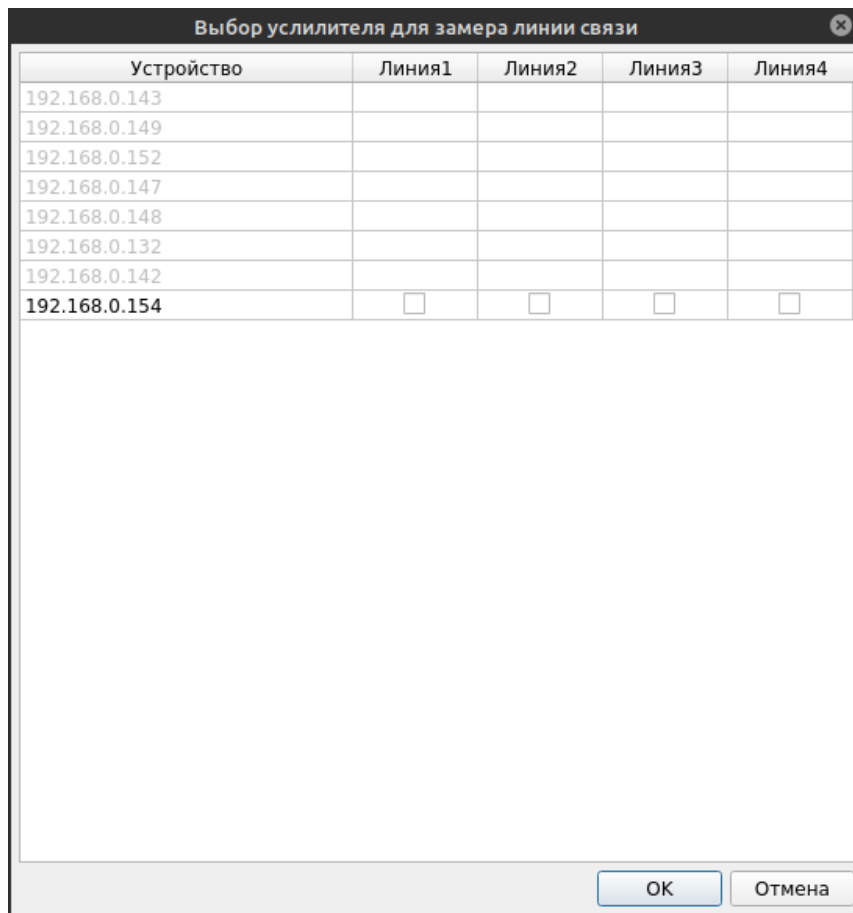 Выбор услилителя для замера линии связи
Устройство Линия1 Линия2 Линия3 Линия4
192.168.0.143
192.168.0.149
192.168.0.152
192.168.0.147
192.168.0.148
192.168.0.132
192.168.0.142
192.168.0.154
OK Отмена